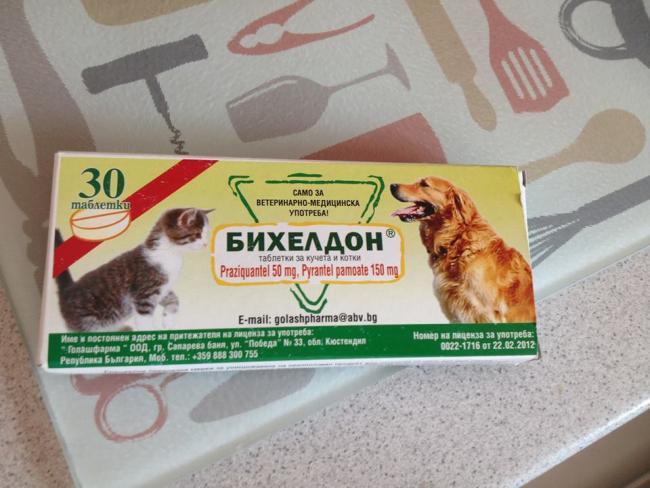 30
таблетки
САМО ЗА
ВЕТЕРИНАРНО-МЕДИЦИНСКА
УПОТРЕБА!
БИХЕЛДОН®
таблетки за кучета и котки
Praziquantel 50 mg, Pyrantel pamoate 150 mg
E-mail: golashpharma@abv.bg
Име и постоянен адрес на притежателя на лиценза за употреба:
" Голашфарма " ООД, гр. Сапарева баня, ул. "Победа" № 33, обл. Кюстендил
Република България, Моб. тел.: +359 888 300 755
Номер на лиценза за употреба:
0022-1716 от 22.02.2012